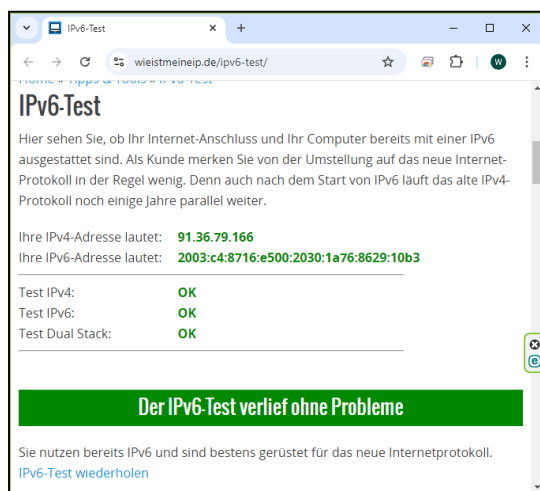 IPv6-Test
wieistmeineip.de/ipv6-test/
W
Home » Tipps & Tools » IPv6-Test
IPv6-Test
Hier sehen Sie, ob Ihr Internet-Anschluss und Ihr Computer bereits mit einer IPv6
ausgestattet sind. Als Kunde merken Sie von der Umstellung auf das neue Internet-
Protokoll in der Regel wenig. Denn auch nach dem Start von IPv6 läuft das alte IPv4-
Protokoll noch einige Jahre parallel weiter.
Ihre IPv4-Adresse lautet: 91.36.79.166
Ihre IPv6-Adresse lautet: 2003:c4:8716:e500:2030:1a76:8629:10b3
Test IPv4: OK
Test IPv6: OK
Test Dual Stack: OK
e
Der IPv6-Test verlief ohne Probleme
Sie nutzen bereits IPv6 und sind bestens gerüstet für das neue Internetprotokoll.
IPv6-Test wiederholen